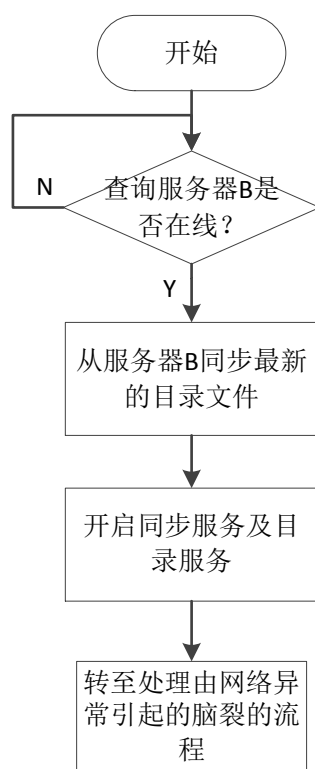 开始
N
查询服务器B是
否在线？
Y
从服务器B同步最新
的目录文件
开启同步服务及目
录服务
转至处理由网络异
常引起的脑裂的流
程